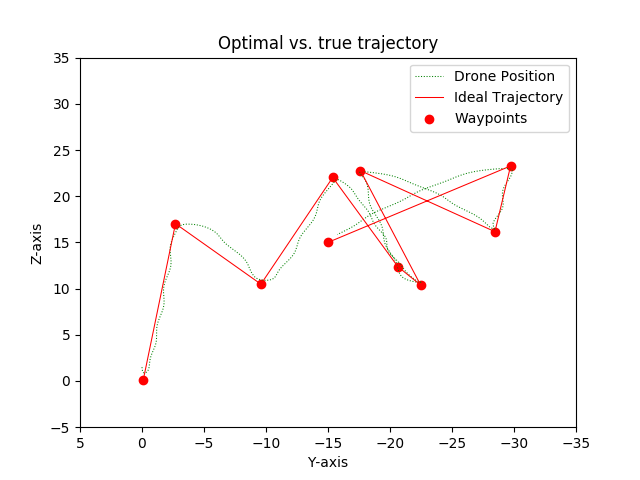 Optimal vs. true trajectory
Drone Position
Ideal Trajectory
Waypoints
Z-axis
35
30
25
20
15
10
5
0
−5
5 0 −5 −10 −15 −20 −25 −30 −35
Y-axis